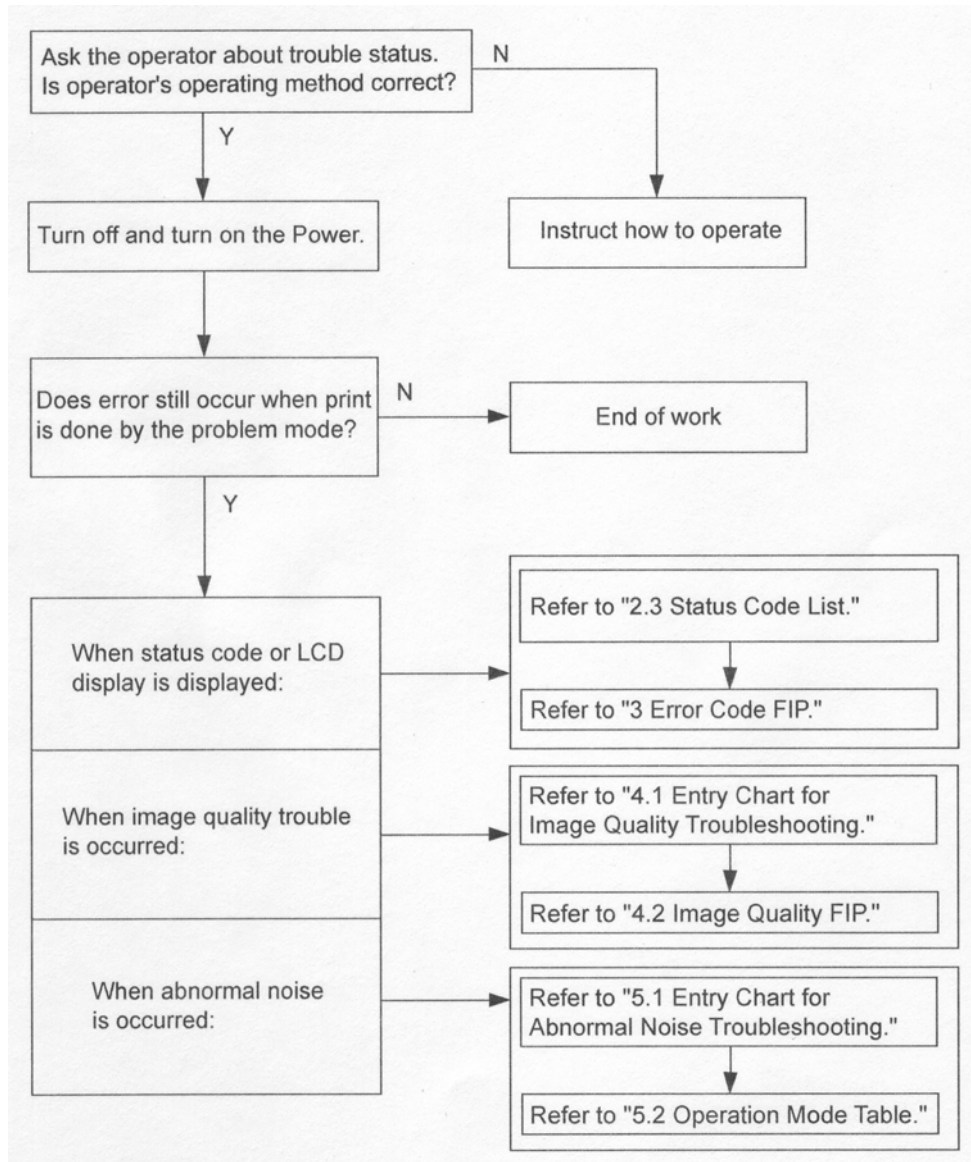 Ask the operator about trouble status.
Is operator's operating method correct?
N
Y
Turn off and turn on the Power.
Instruct how to operate
Does error still occur when print
is done by the problem mode?
N
End of work
Y
When status code or LCD
display is displayed:
Refer to "2.3 Status Code List."
Refer to "3 Error Code FIP."
When image quality trouble
is occurred:
Refer to "4.1 Entry Chart for
Image Quality Troubleshooting."
Refer to "4.2 Image Quality FIP."
When abnormal noise
is occurred:
Refer to "5.1 Entry Chart for
Abnormal Noise Troubleshooting."
Refer to "5.2 Operation Mode Table."